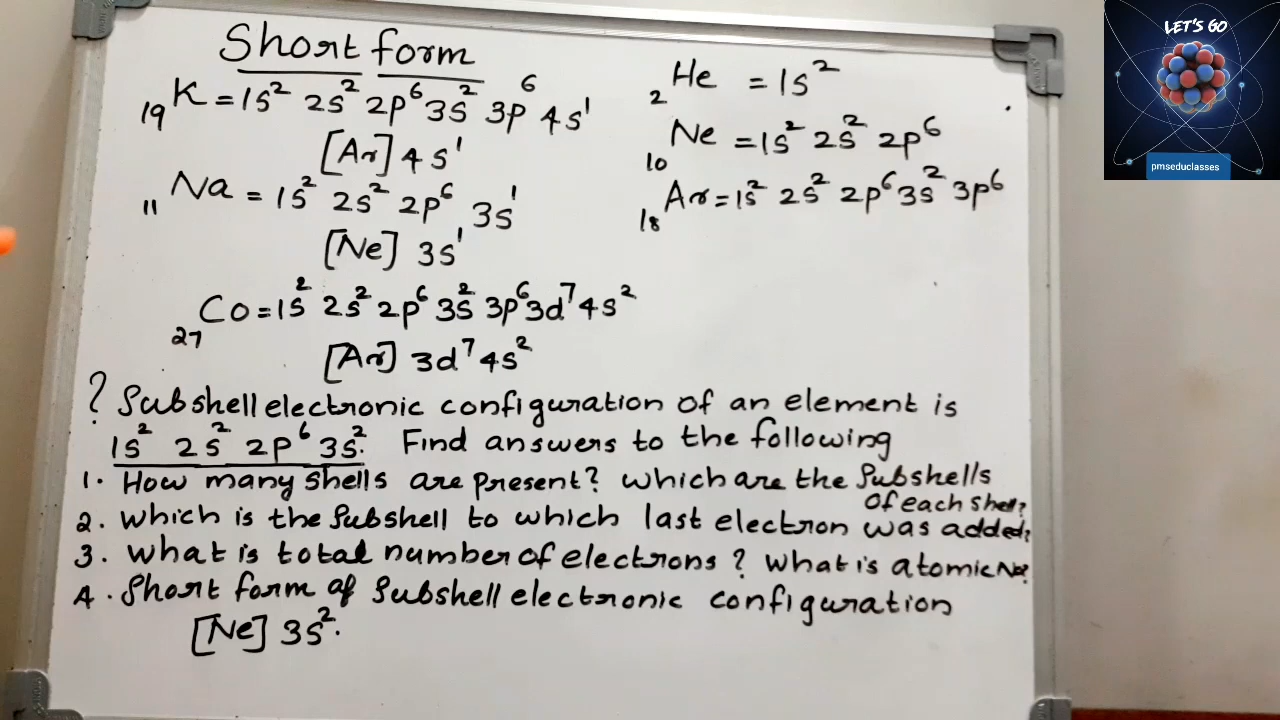 Short form
₁₉K = 1s² 2s² 2p⁶ 3s² 3p⁶ 4s¹
[Ar] 4s¹
₁₁Na = 1s² 2s² 2p⁶ 3s¹
[Ne] 3s¹
₂He = 1s²
₁₀Ne = 1s² 2s² 2p⁶
₁₈Ar = 1s² 2s² 2p⁶ 3s² 3p⁶
₂₇Co = 1s² 2s² 2p⁶ 3s² 3p⁶ 3d⁷ 4s²
[Ar] 3d⁷ 4s²
? Subshell electronic configuration of an element is
1s² 2s² 2p⁶ 3s². Find answers to the following
1. How many shells are present? which are the Subshells
of each shell?
2. which is the Subshell to which last electron was added?
3. what is total number of electrons? what is atomic No?
4. Short form of Subshell electronic configuration
[Ne] 3s².
LET'S GO
pmseduclasses